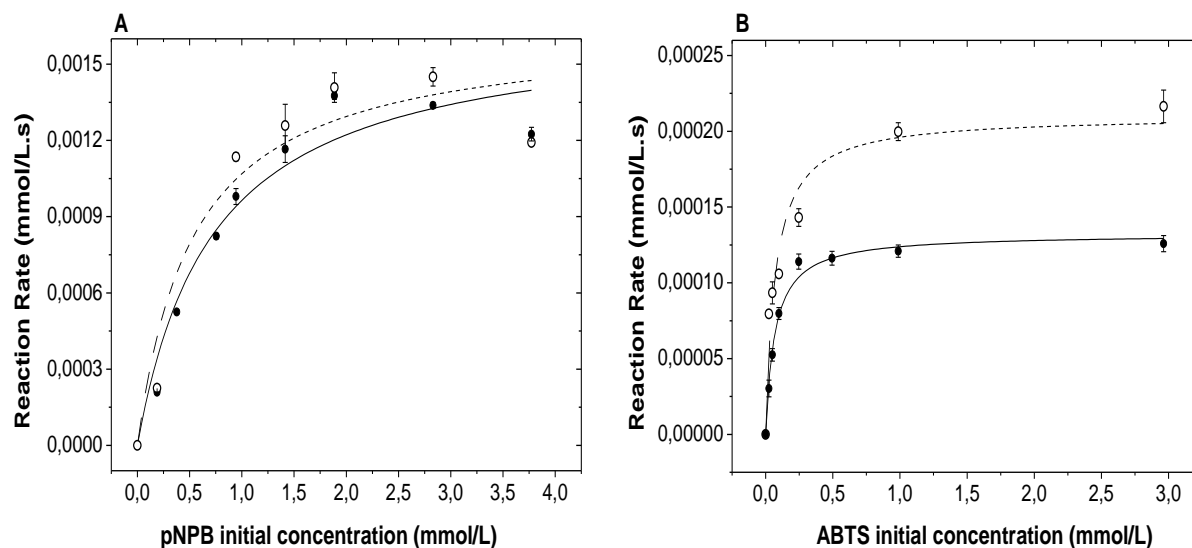 A
Reaction Rate (mmol/L.s)
0,0015
0,0012
0,0009
0,0006
0,0003
0,0000
0,0 0,5 1,0 1,5 2,0 2,5 3,0 3,5 4,0
pNPB initial concentration (mmol/L)
B
Reaction Rate (mmol/L.s)
0,00025
0,00020
0,00015
0,00010
0,00005
0,00000
0,0 0,5 1,0 1,5 2,0 2,5 3,0
ABTS initial concentration (mmol/L)